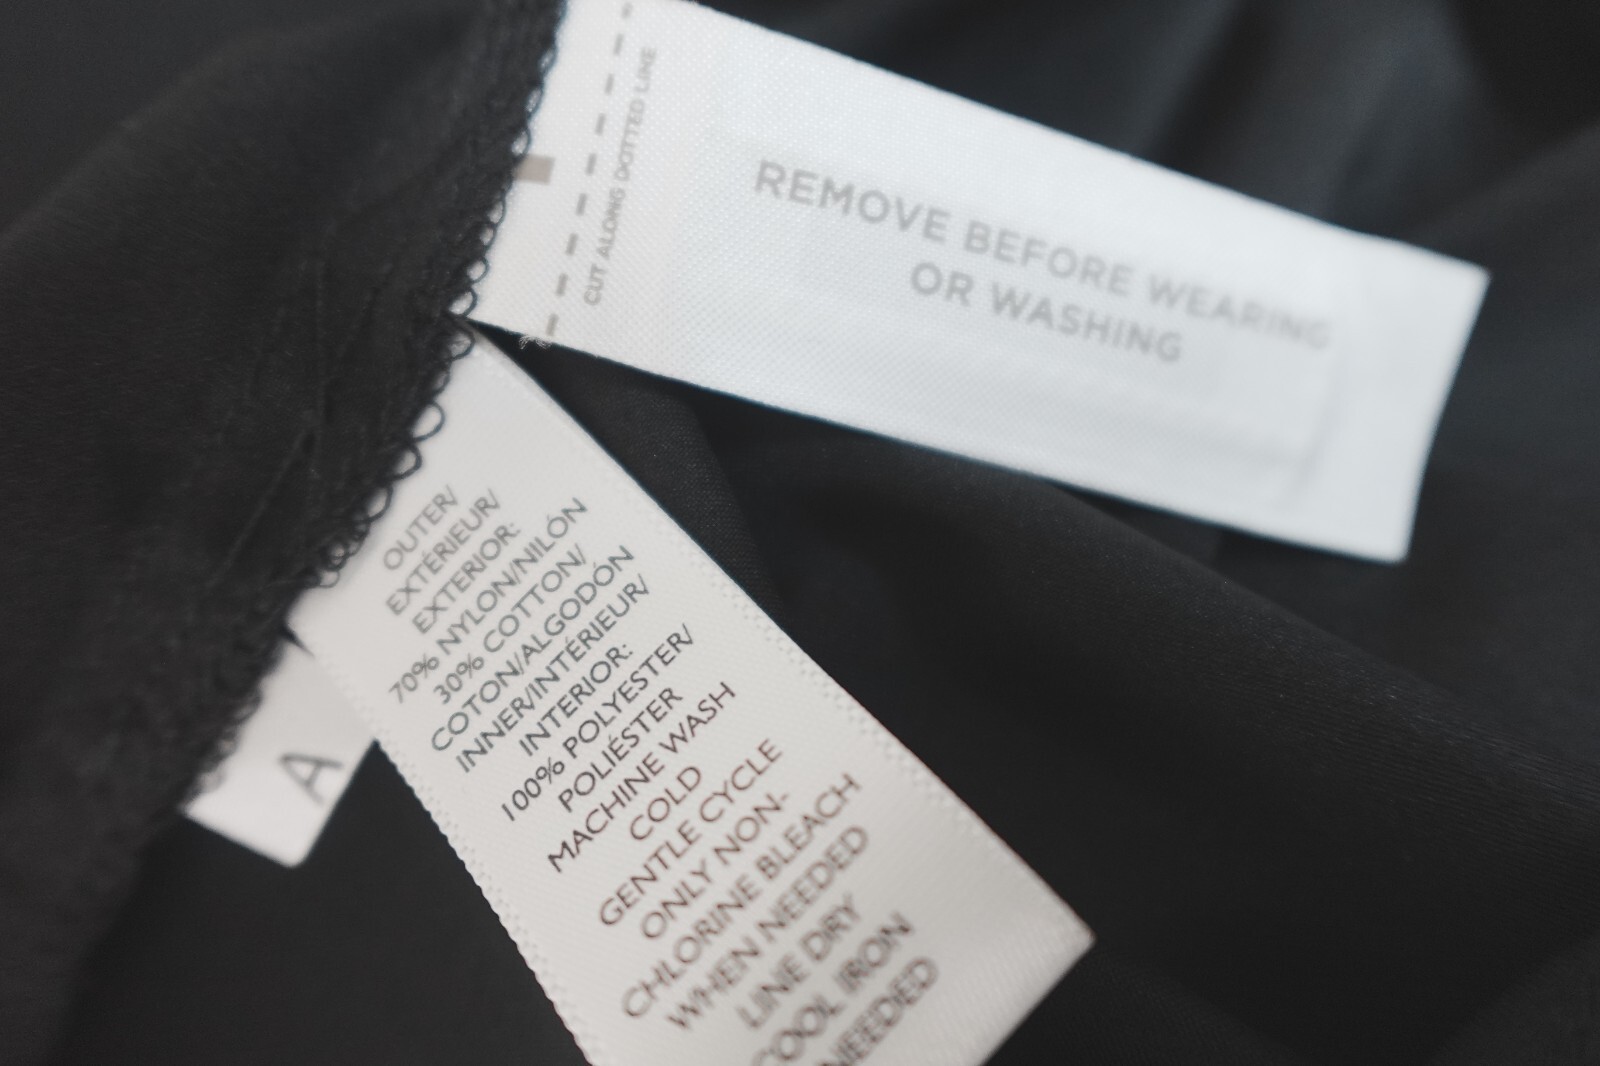 CUT ALONG DOTTED LINE
REMOVE BEFORE WEARING
OR WASHING
OUTER/
EXTÉRIEUR/
EXTERIOR:
70% NYLON/NILÓN
30% COTTON/
COTON/ALGODÓN
INNER/INTÉRIEUR/
INTERIOR:
100% POLYESTER/
POLIÉSTER
MACHINE WASH
COLD
GENTLE CYCLE
ONLY NON-
CHLORINE BLEACH
WHEN NEEDED
LINE DRY
COOL IRON
NEEDED
A